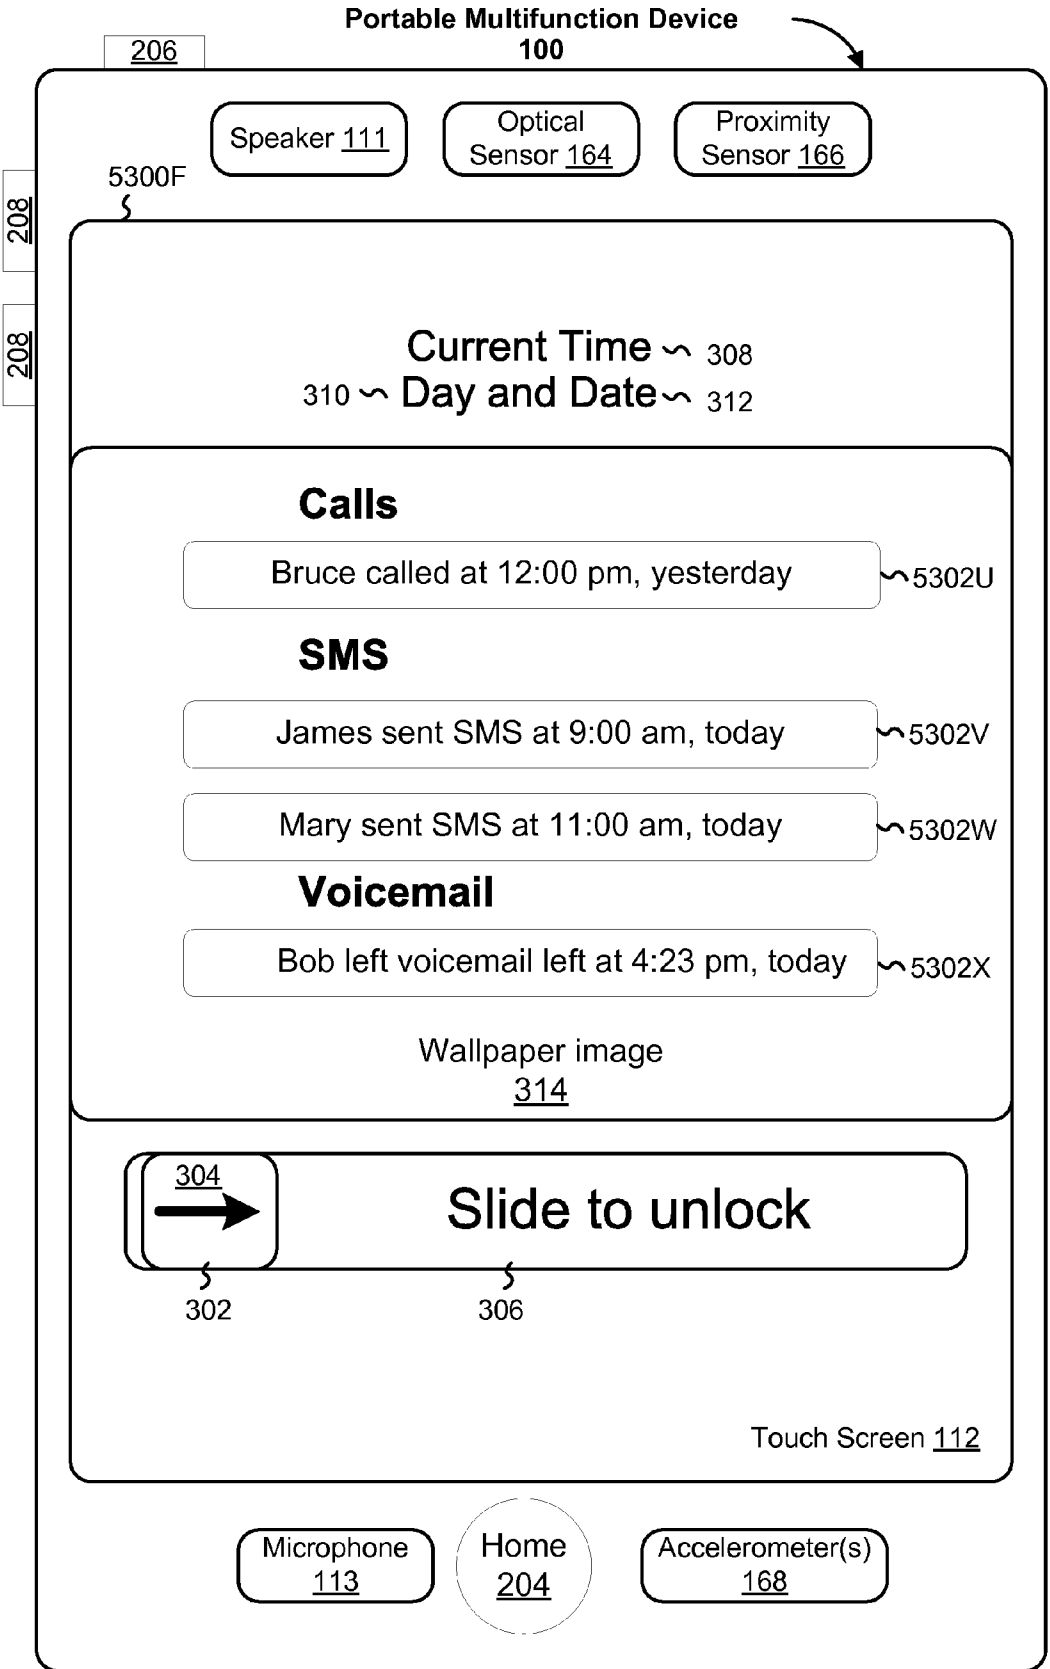 Portable Multifunction Device
100
206
Speaker 111
Optical
Sensor 164
Proximity
Sensor 166
5300F
208
208
Current Time 308
310 Day and Date 312
Calls
Bruce called at 12:00 pm, yesterday 5302U
SMS
James sent SMS at 9:00 am, today 5302V
Mary sent SMS at 11:00 am, today 5302W
Voicemail
Bob left voicemail left at 4:23 pm, today 5302X
Wallpaper image
314
304
Slide to unlock
302 306
Touch Screen 112
Microphone
113
Home
204
Accelerometer(s)
168